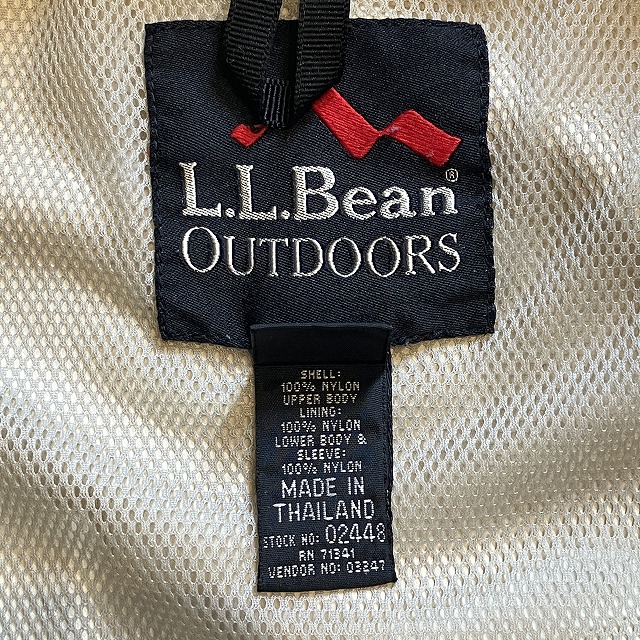 L.L.Bean®
OUTDOORS
SHELL:
100% NYLON
UPPER BODY
LINING:
100% NYLON
LOWER BODY &
SLEEVE:
100% NYLON
MADE IN
THAILAND
STOCK NO: 02448
RN 71341
VENDOR NO: 03347